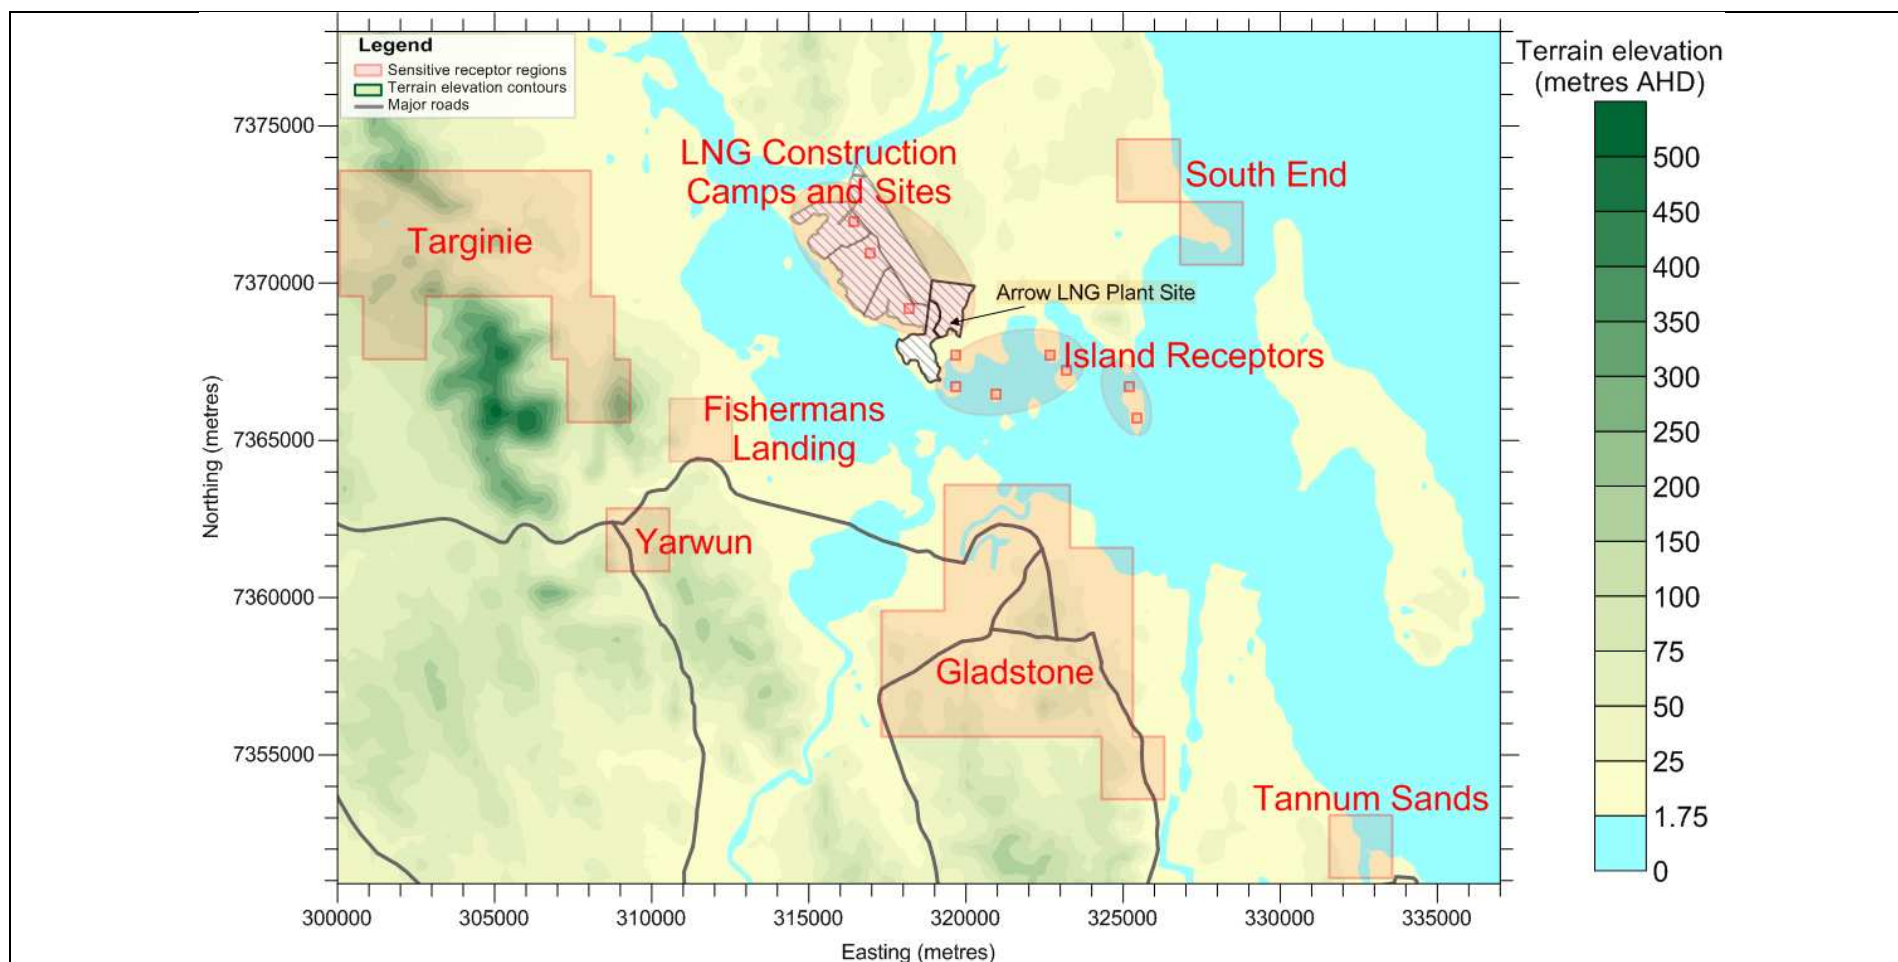 Legend
Sensitive receptor regions
Terrain elevation contours
Major roads
Terrain elevation
(metres AHD)
500
450
400
350
300
250
200
150
100
75
50
25
1.75
0
Northing (metres)
7375000
7370000
7365000
7360000
7355000
LNG Construction
Camps and Sites
South End
Targinie
Arrow LNG Plant Site
Island Receptors
Fishermans
Landing
Yarwun
Gladstone
Tannum Sands
300000
305000
310000
315000
320000
325000
330000
335000
Easting (metres)